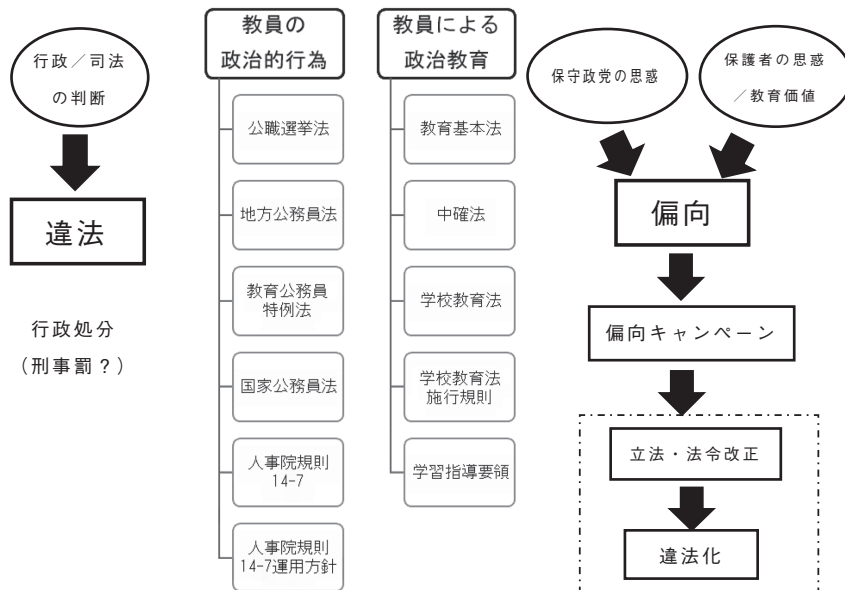 行政／司法
の判断
違法
行政処分
（刑事罰？）
教員の
政治的行為
公職選挙法
地方公務員法
教育公務員
特例法
国家公務員法
人事院規則
14-7
人事院規則
14-7運用方針
教員による
政治教育
教育基本法
中確法
学校教育法
学校教育法
施行規則
学習指導要領
保守政党の思惑
保護者の思惑
／教育価値
偏向
偏向キャンペーン
立法・法令改正
違法化